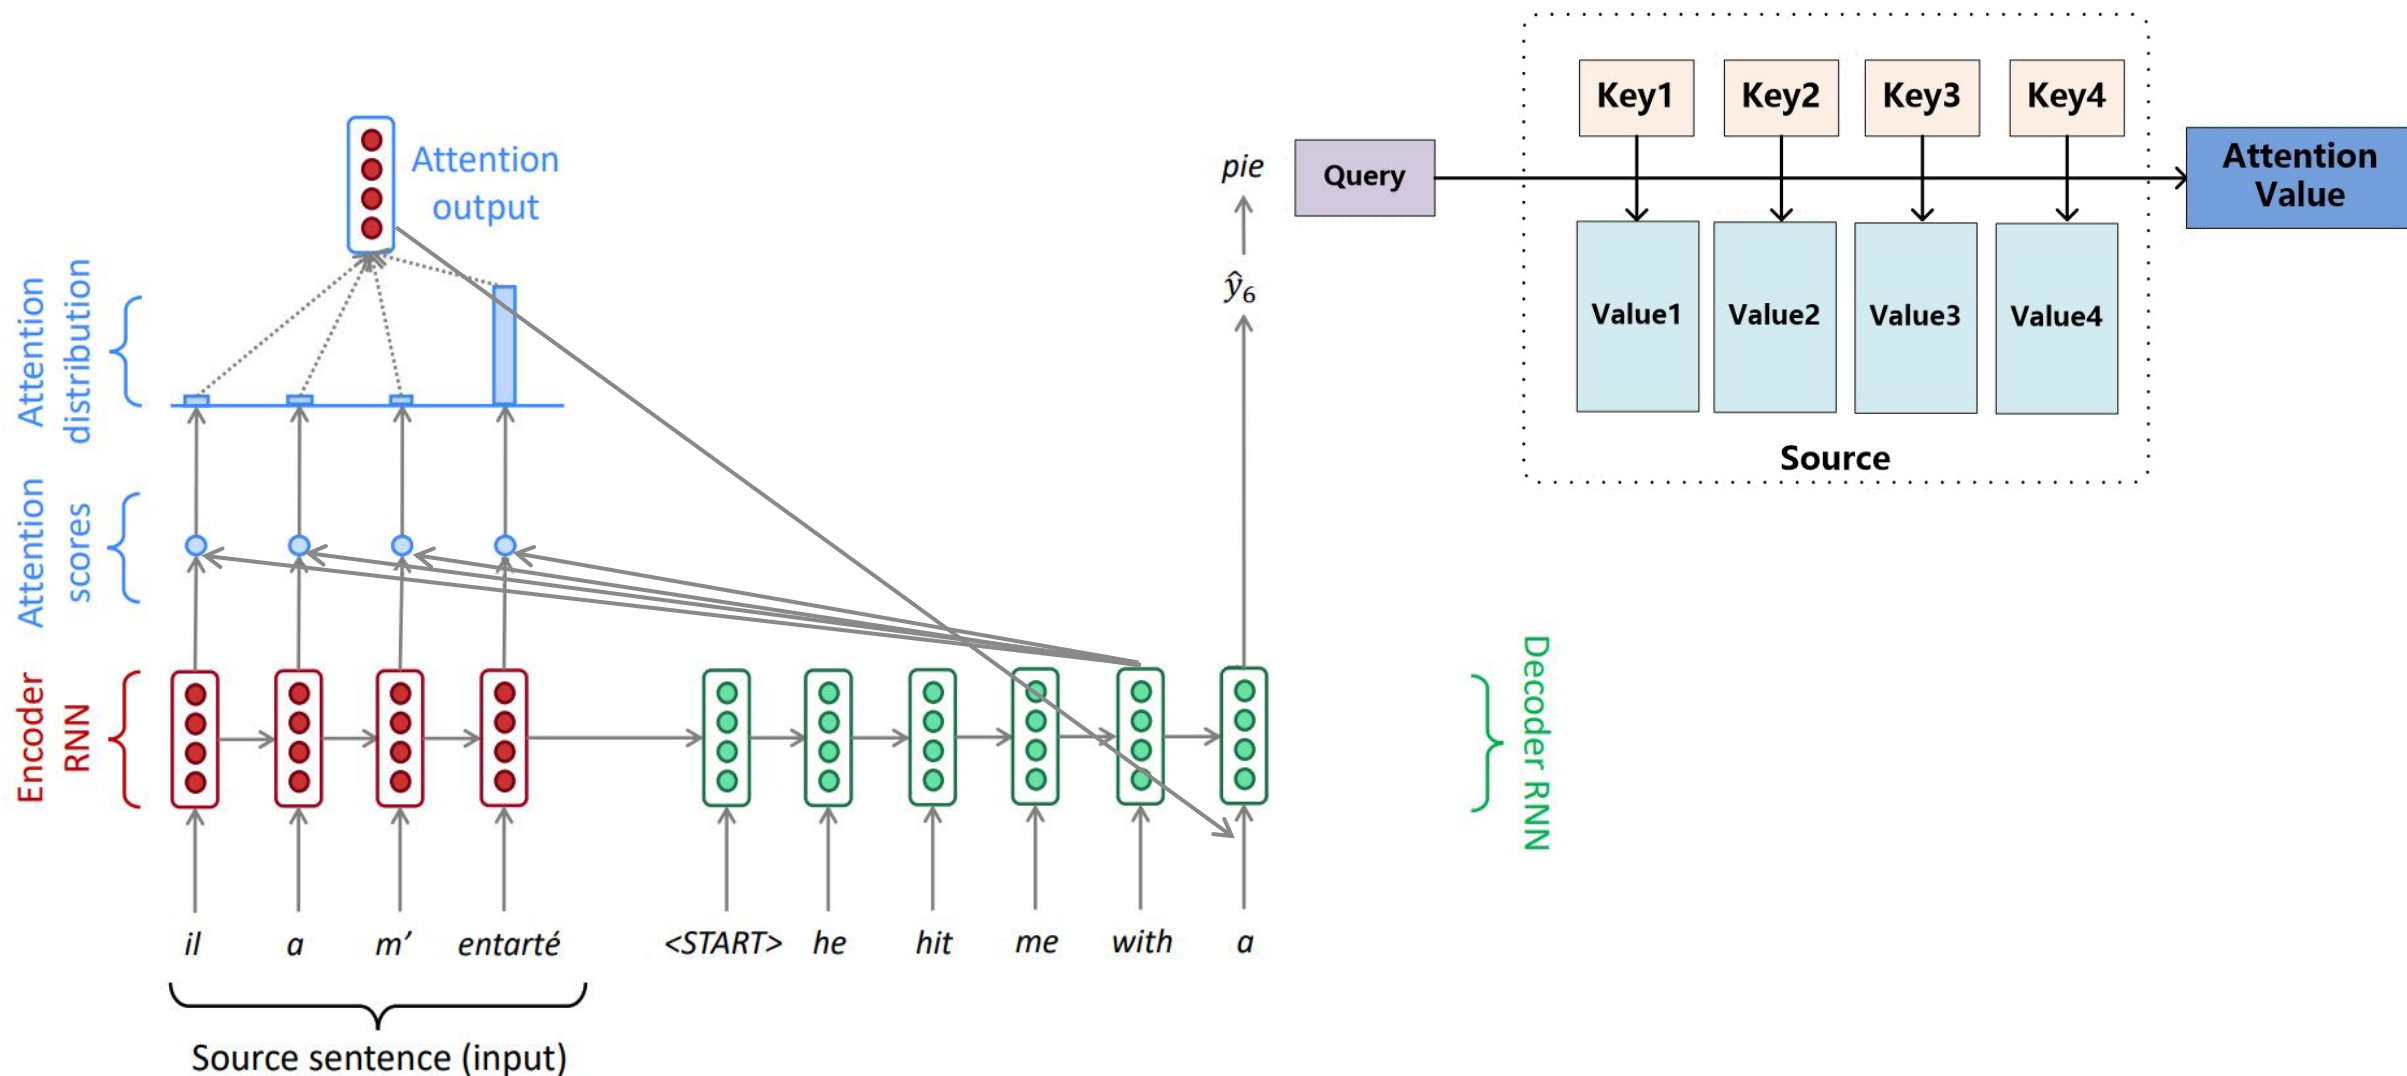 Attention
output
Attention
distribution
Attention
scores
Encoder
RNN
il
a
m’
entarté
<START>
he
hit
me
with
a
Source sentence (input)
pie
ŷ₆
Decoder RNN
Query
Key1
Key2
Key3
Key4
Value1
Value2
Value3
Value4
Source
Attention
Value